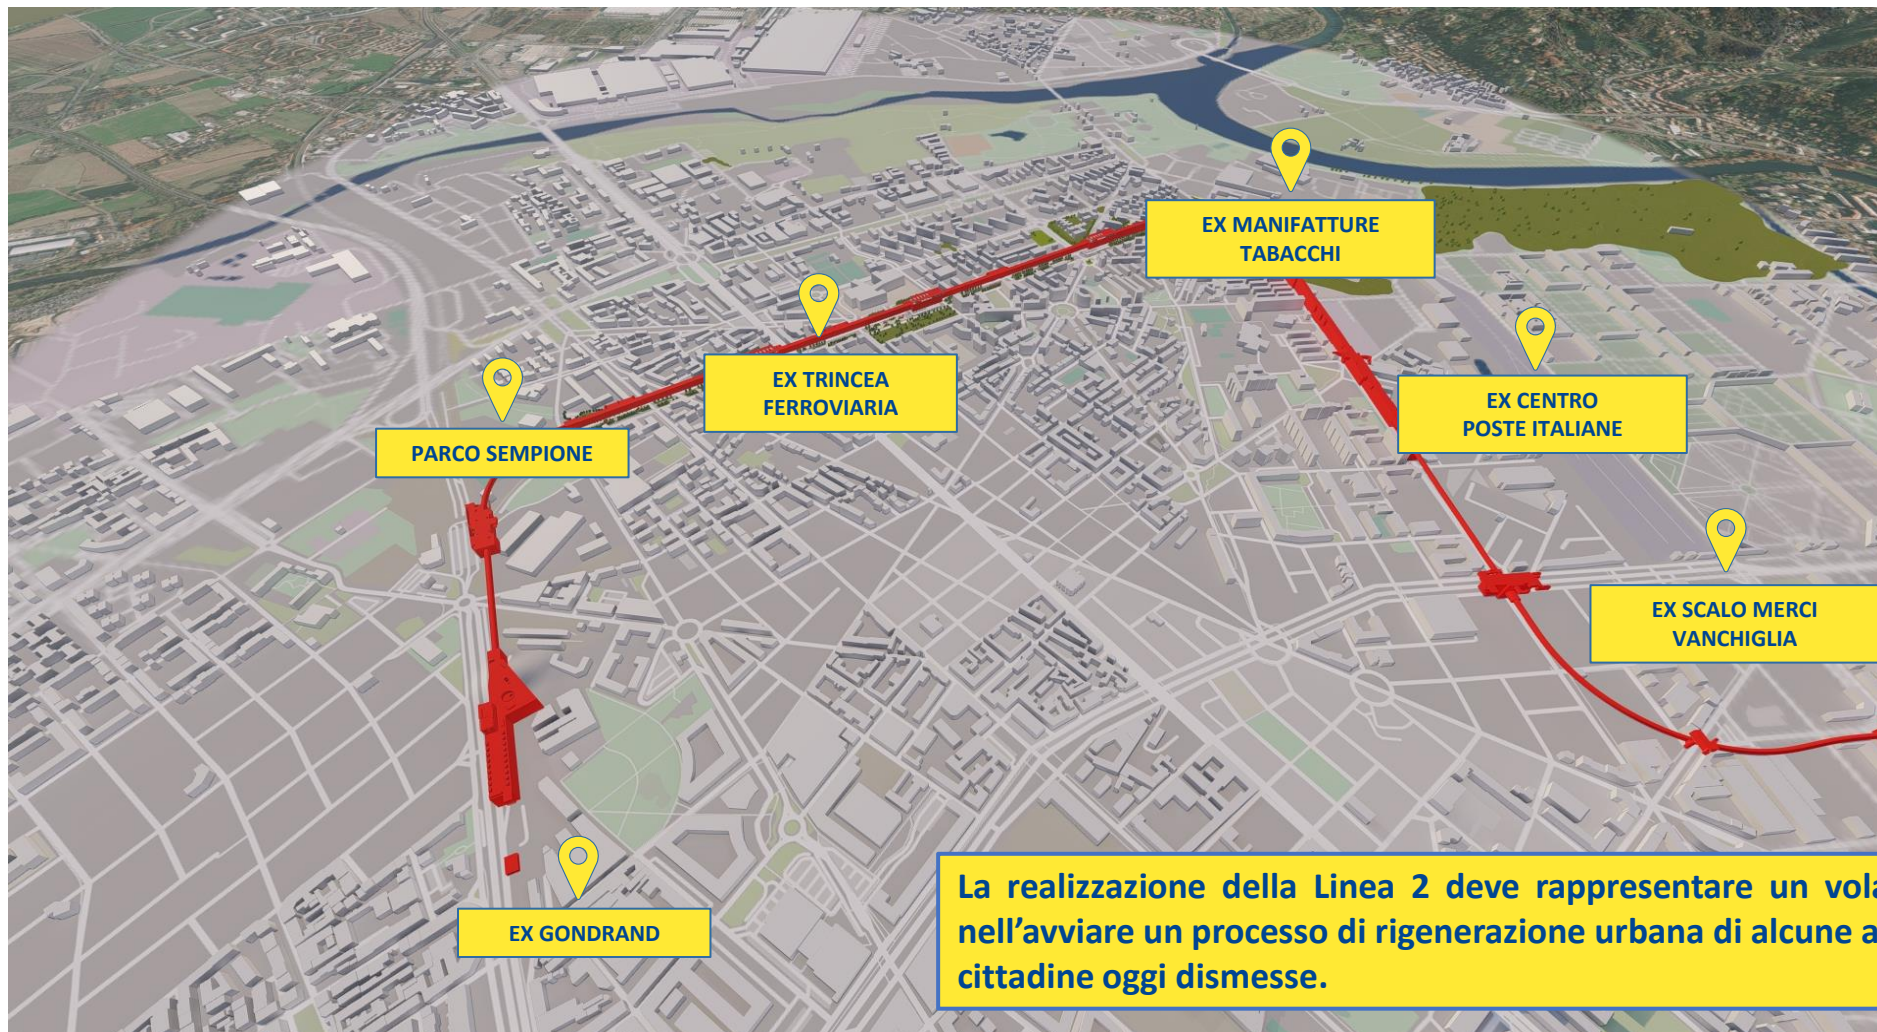 EX MANIFATTURE
TABACCHI
EX TRINCEA
FERROVIARIA
EX CENTRO
POSTE ITALIANE
PARCO SEMPIONE
EX SCALO MERCI
VANCHIGLIA
EX GONDRAND
La realizzazione della Linea 2 deve rappresentare un
nell’avviare un processo di rigenerazione urbana di alcune
cittadine oggi dismesse.